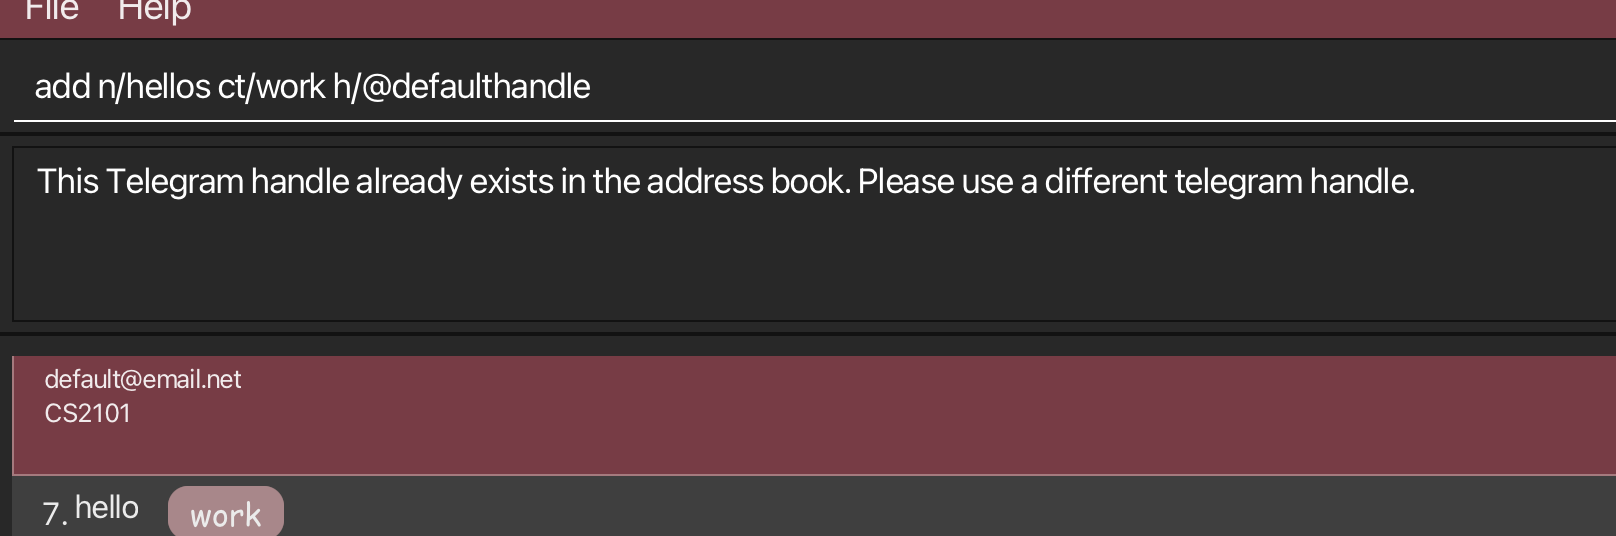 File Help
add n/hellos ct/work h/@defaulthandle
This Telegram handle already exists in the address book. Please use a different telegram handle.
default@email.net
CS2101
7. hello work